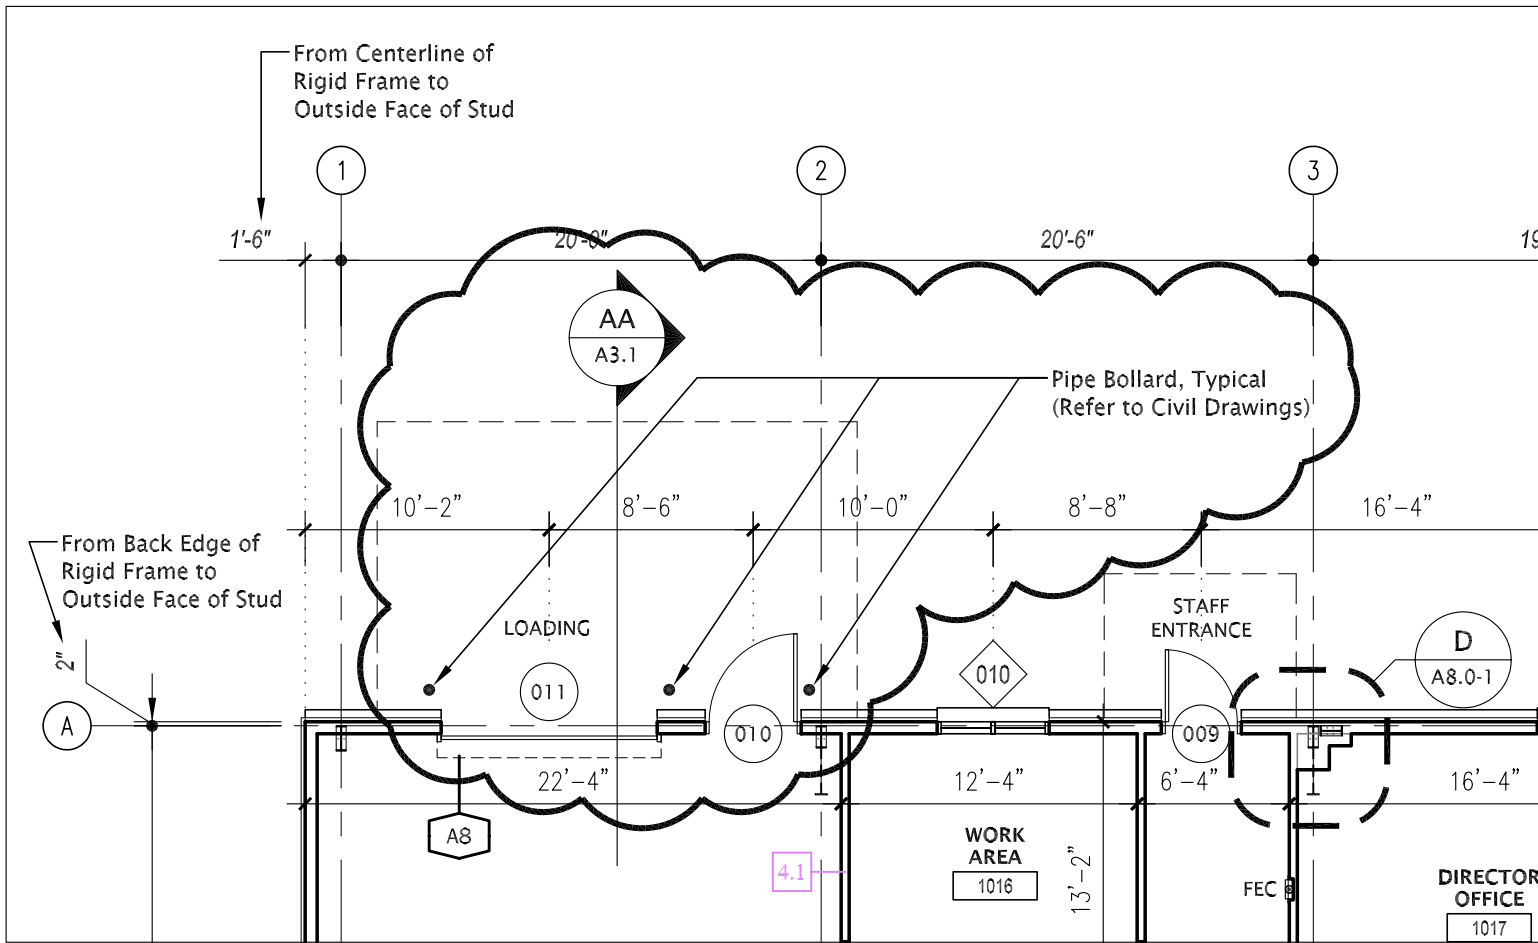 From Centerline of
Rigid Frame to
Outside Face of Stud
1
2
3
1'-6"
20'-0"
20'-6"
19
AA
A3.1
Pipe Bollard, Typical
(Refer to Civil Drawings)
10'-2"
8'-6"
10'-0"
8'-8"
16'-4"
From Back Edge of
Rigid Frame to
Outside Face of Stud
2"
LOADING
STAFF
ENTRANCE
D
A8.0-1
011
010
A
010
009
22'-4"
12'-4"
6'-4"
16'-4"
A8
WORK
AREA
1016
4.1
13'-2"
FEC
DIRECTOR
OFFICE
1017